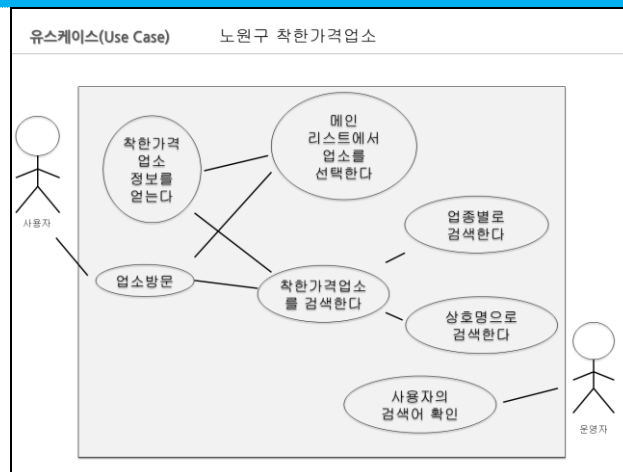 유스케이스(Use Case) 노원구 착한가격업소
착한가격
업소
정보를
얻는다
메인
리스트에서
업소를
선택한다
사용자
업종별로
검색한다
업소방문
착한가격업소
를 검색한다
상호명으로
검색한다
사용자의
검색어 확인
운영자